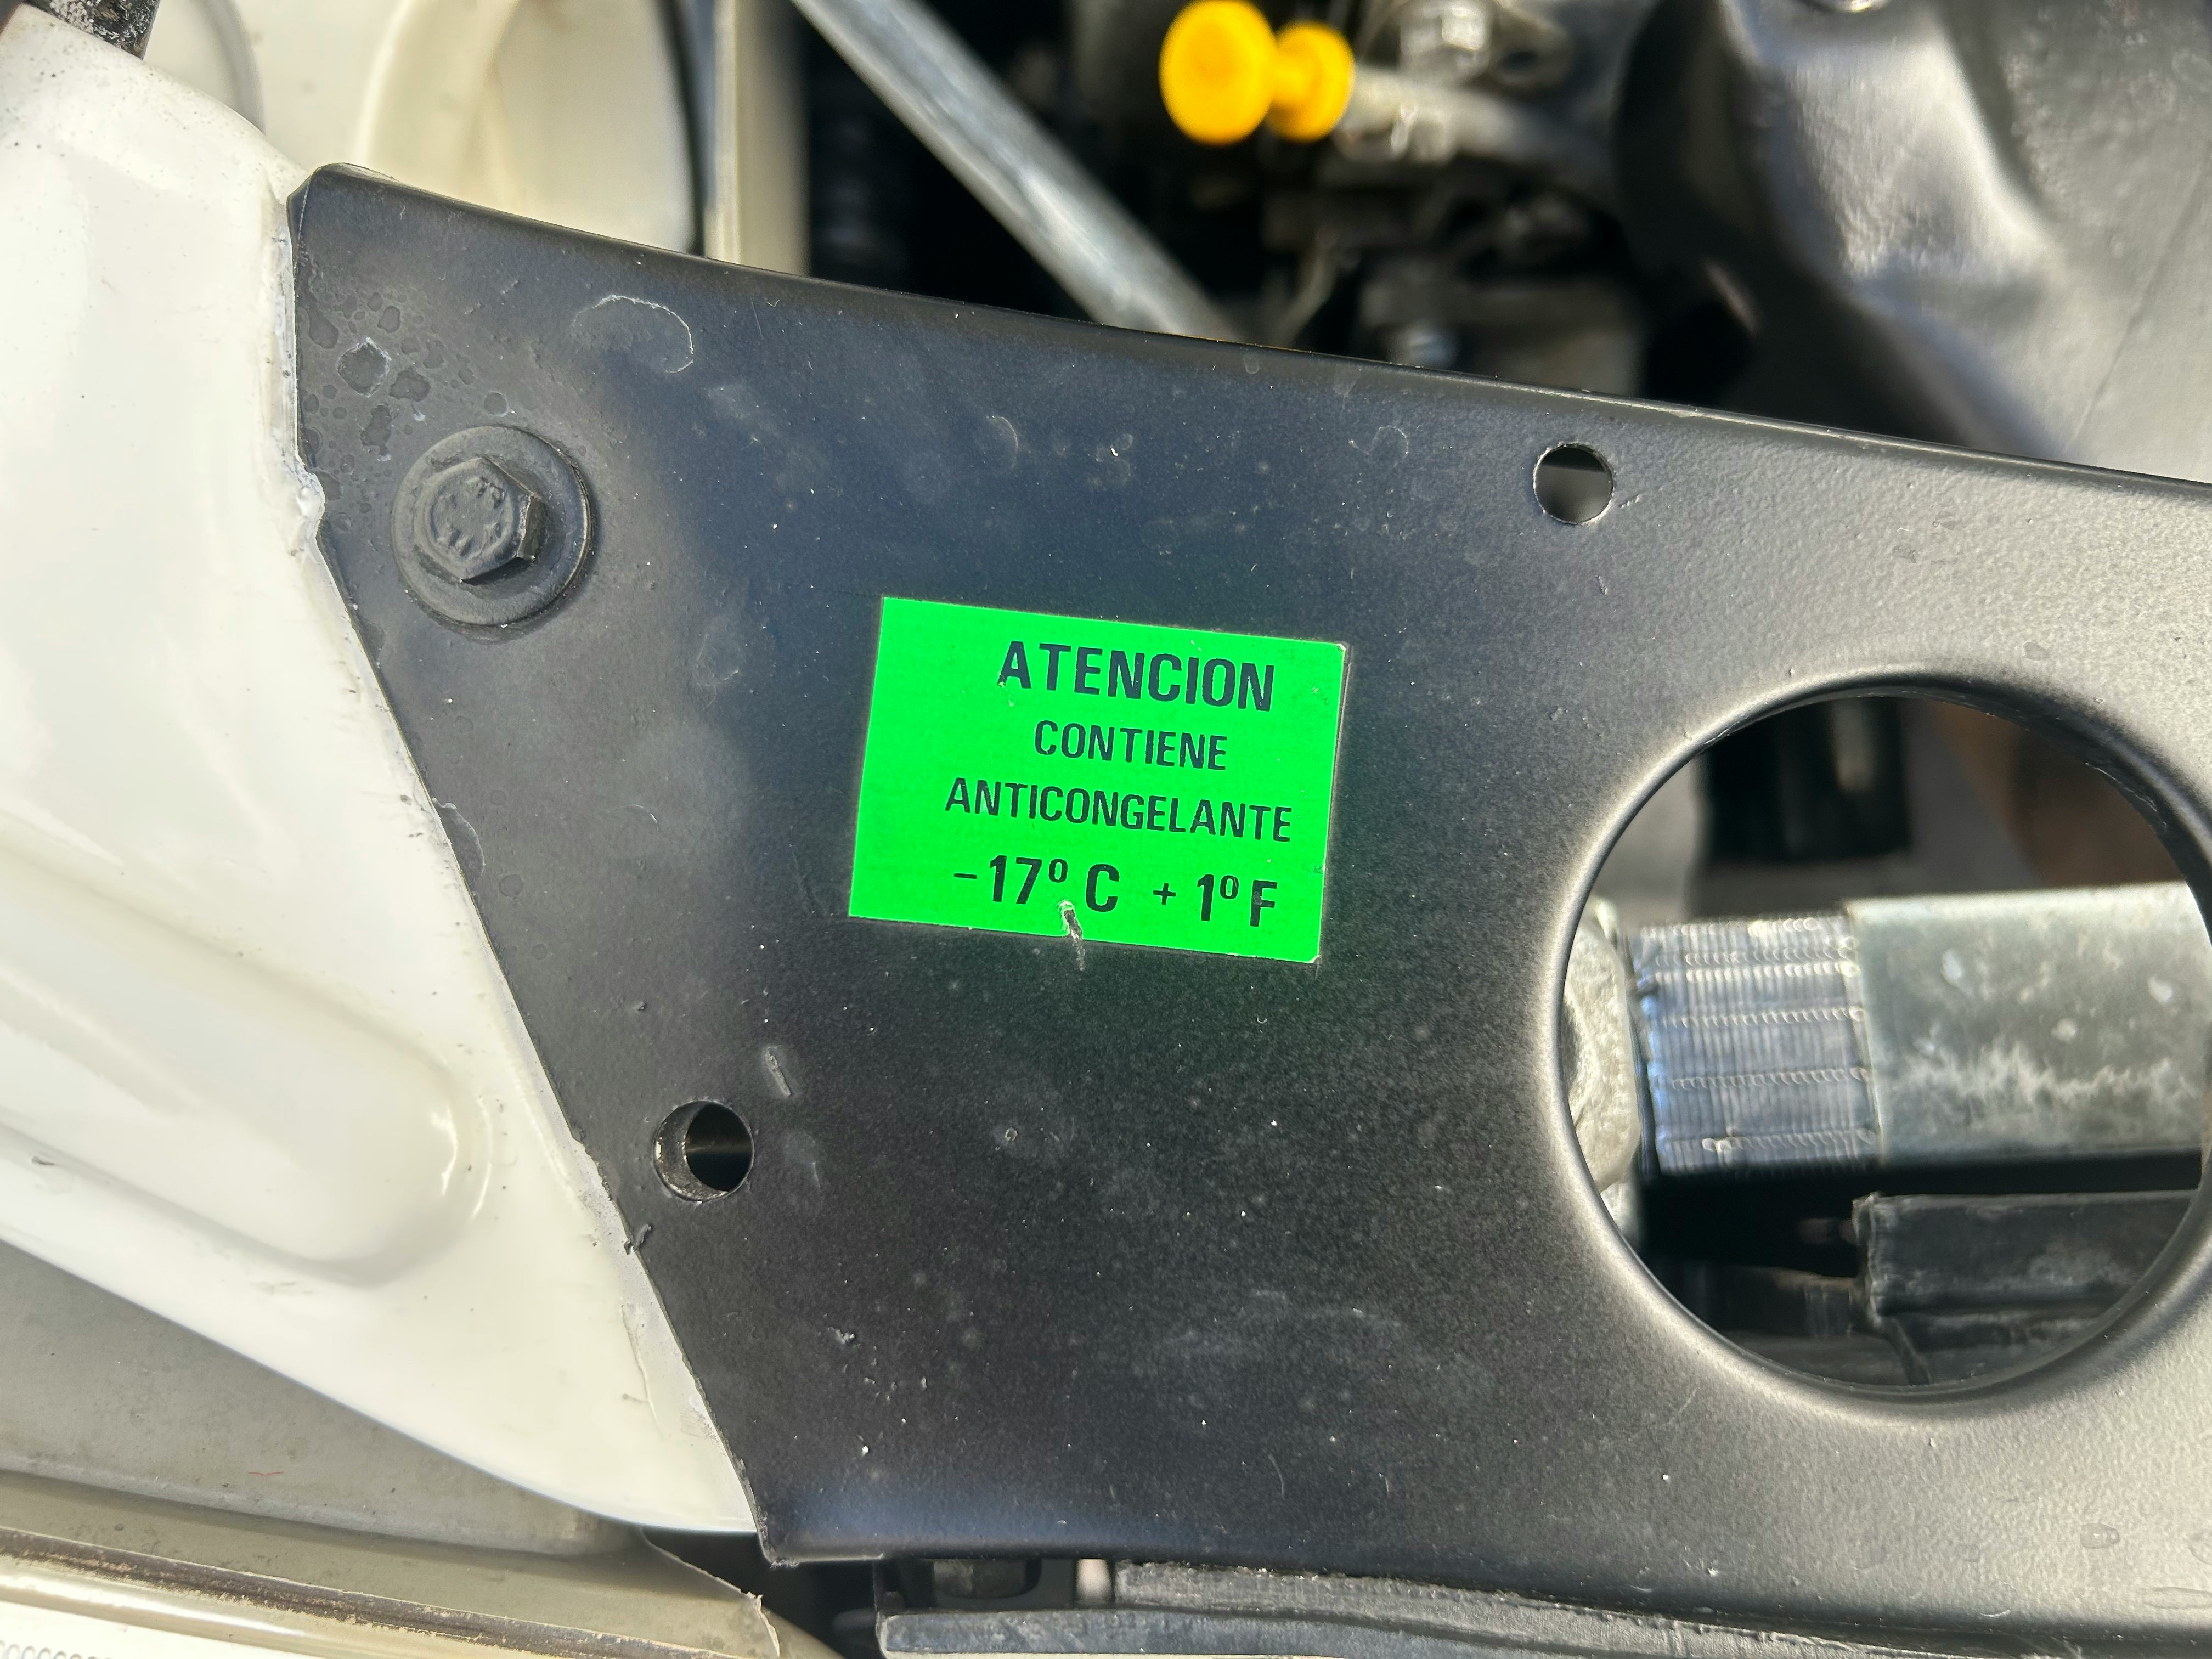 ATENCION
CONTIENE
ANTICONGELANTE
-17º C + 1º F